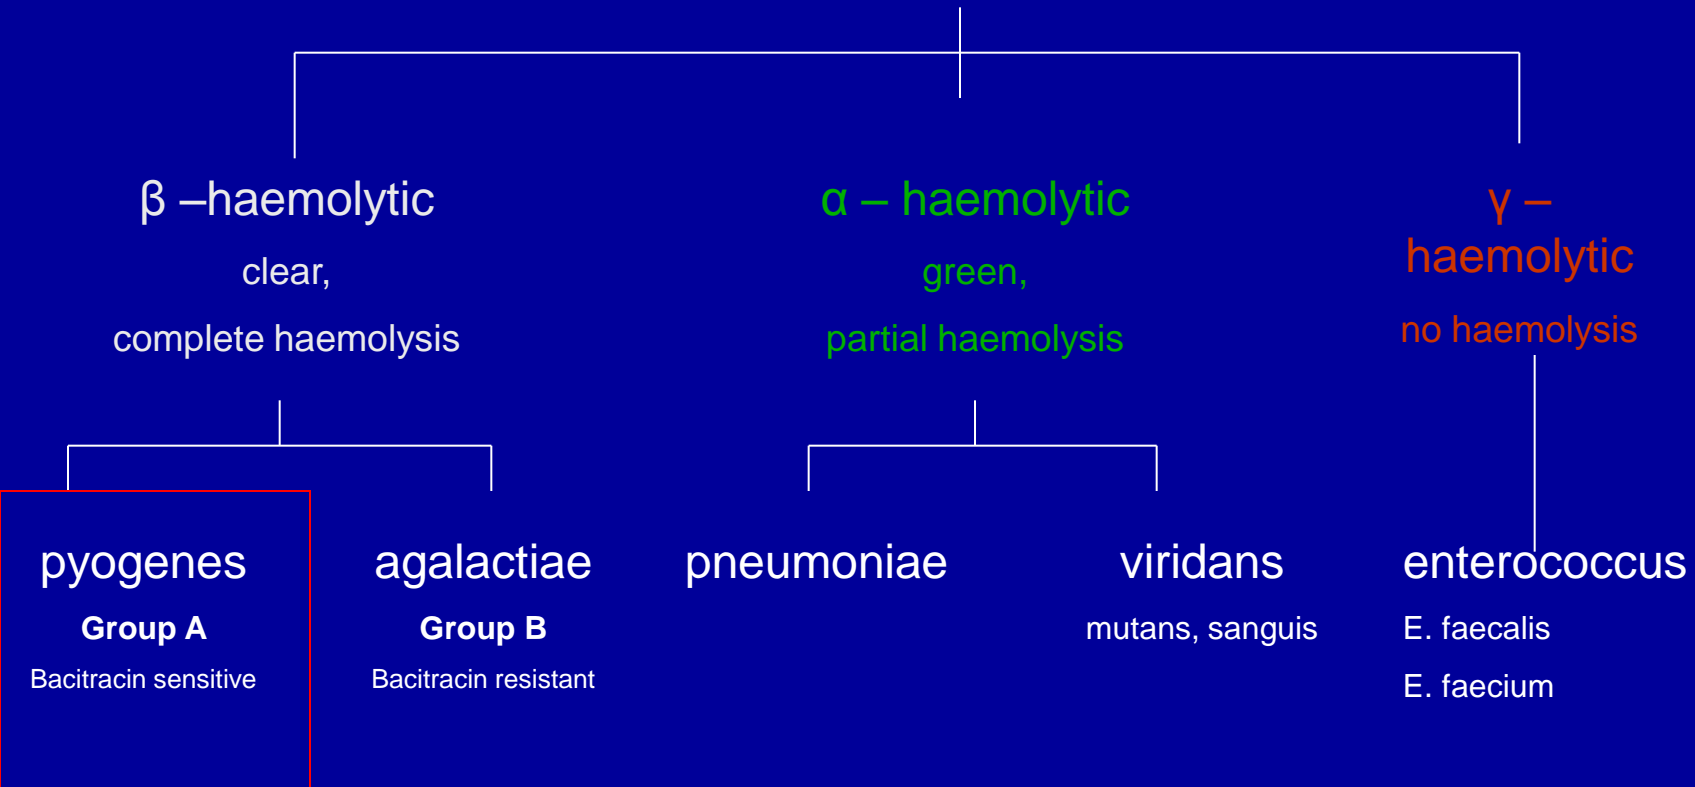 β –haemolytic
clear,
complete haemolysis
α – haemolytic
green,
partial haemolysis
γ –
haemolytic
no haemolysis
pyogenes
Group A
Bacitracin sensitive
agalactiae
Group B
Bacitracin resistant
pneumoniae
viridans
mutans, sanguis
enterococcus
E. faecalis
E. faecium